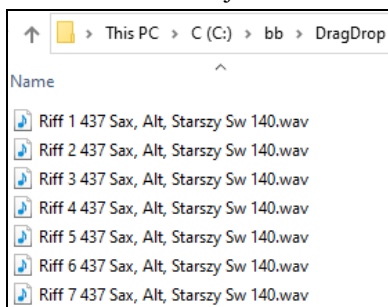 This PC > C (C:) > bb > DragDrop
Name
Riff 1 437 Sax, Alt, Starszy Sw 140.wav
Riff 2 437 Sax, Alt, Starszy Sw 140.wav
Riff 3 437 Sax, Alt, Starszy Sw 140.wav
Riff 4 437 Sax, Alt, Starszy Sw 140.wav
Riff 5 437 Sax, Alt, Starszy Sw 140.wav
Riff 6 437 Sax, Alt, Starszy Sw 140.wav
Riff 7 437 Sax, Alt, Starszy Sw 140.wav